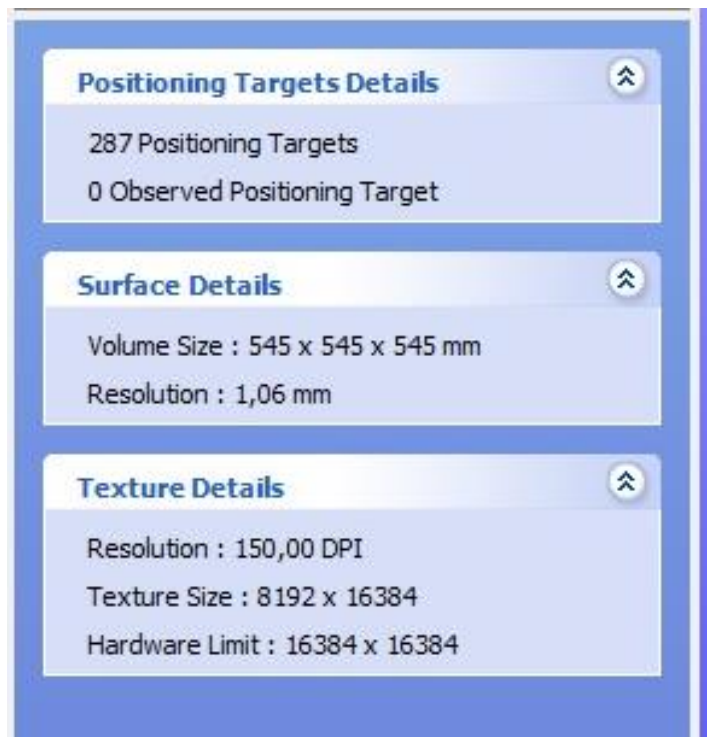 Positioning Targets Details
287 Positioning Targets
0 Observed Positioning Target
Surface Details
Volume Size : 545 x 545 x 545 mm
Resolution : 1,06 mm
Texture Details
Resolution : 150,00 DPI
Texture Size : 8192 x 16384
Hardware Limit : 16384 x 16384